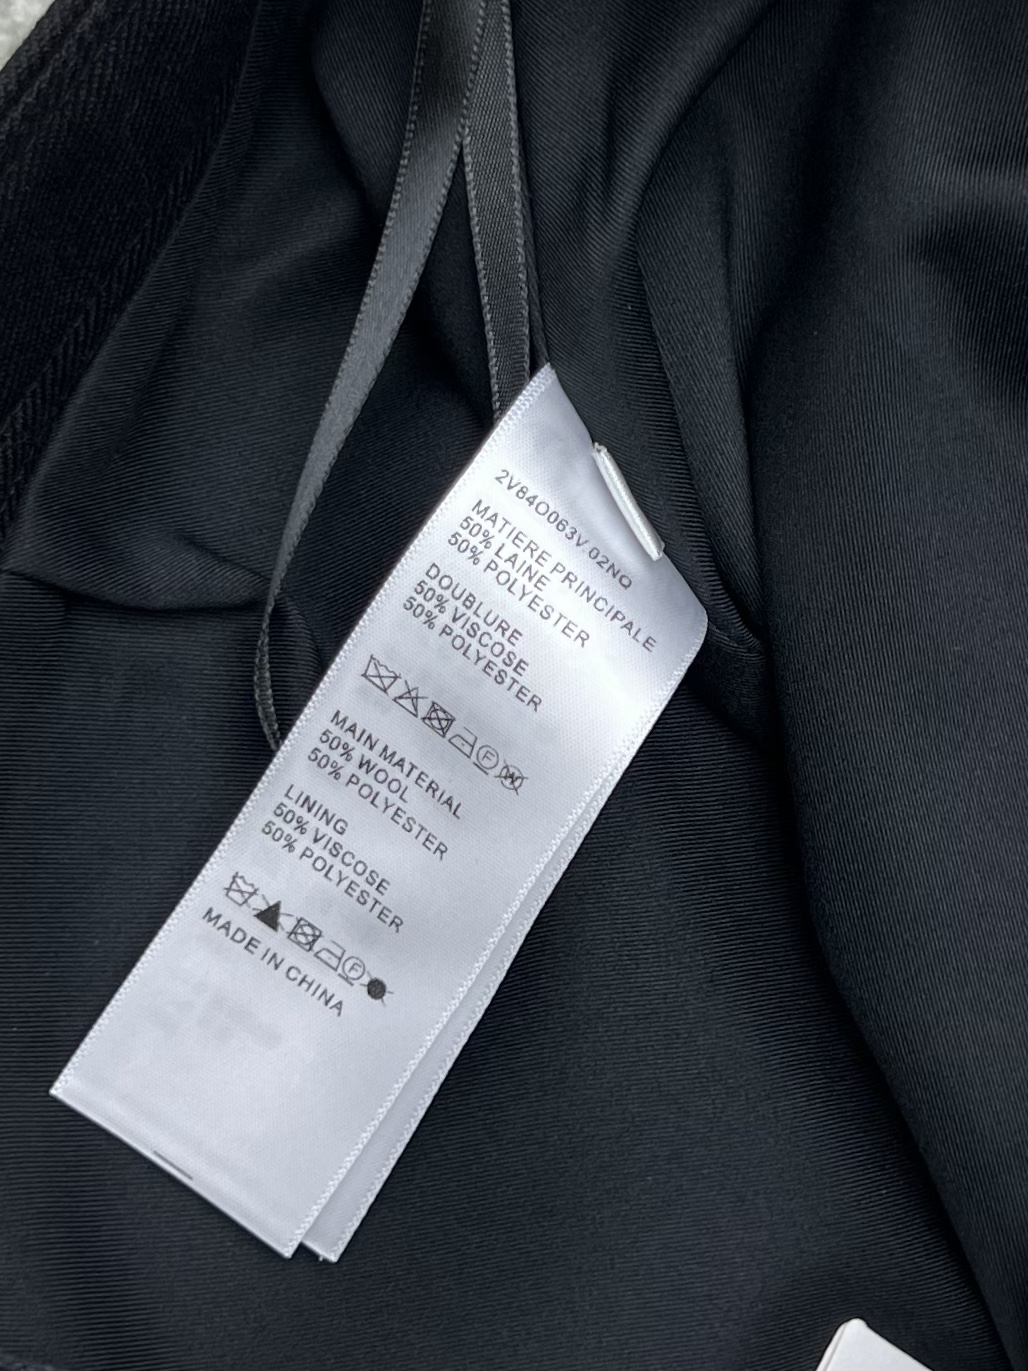 2V84O063V.02NO
MATIERE PRINCIPALE
50% LAINE
50% POLYESTER
DOUBLURE
50% VISCOSE
50% POLYESTER
F W
MAIN MATERIAL
50% WOOL
50% POLYESTER
LINING
50% VISCOSE
50% POLYESTER
F
MADE IN CHINA